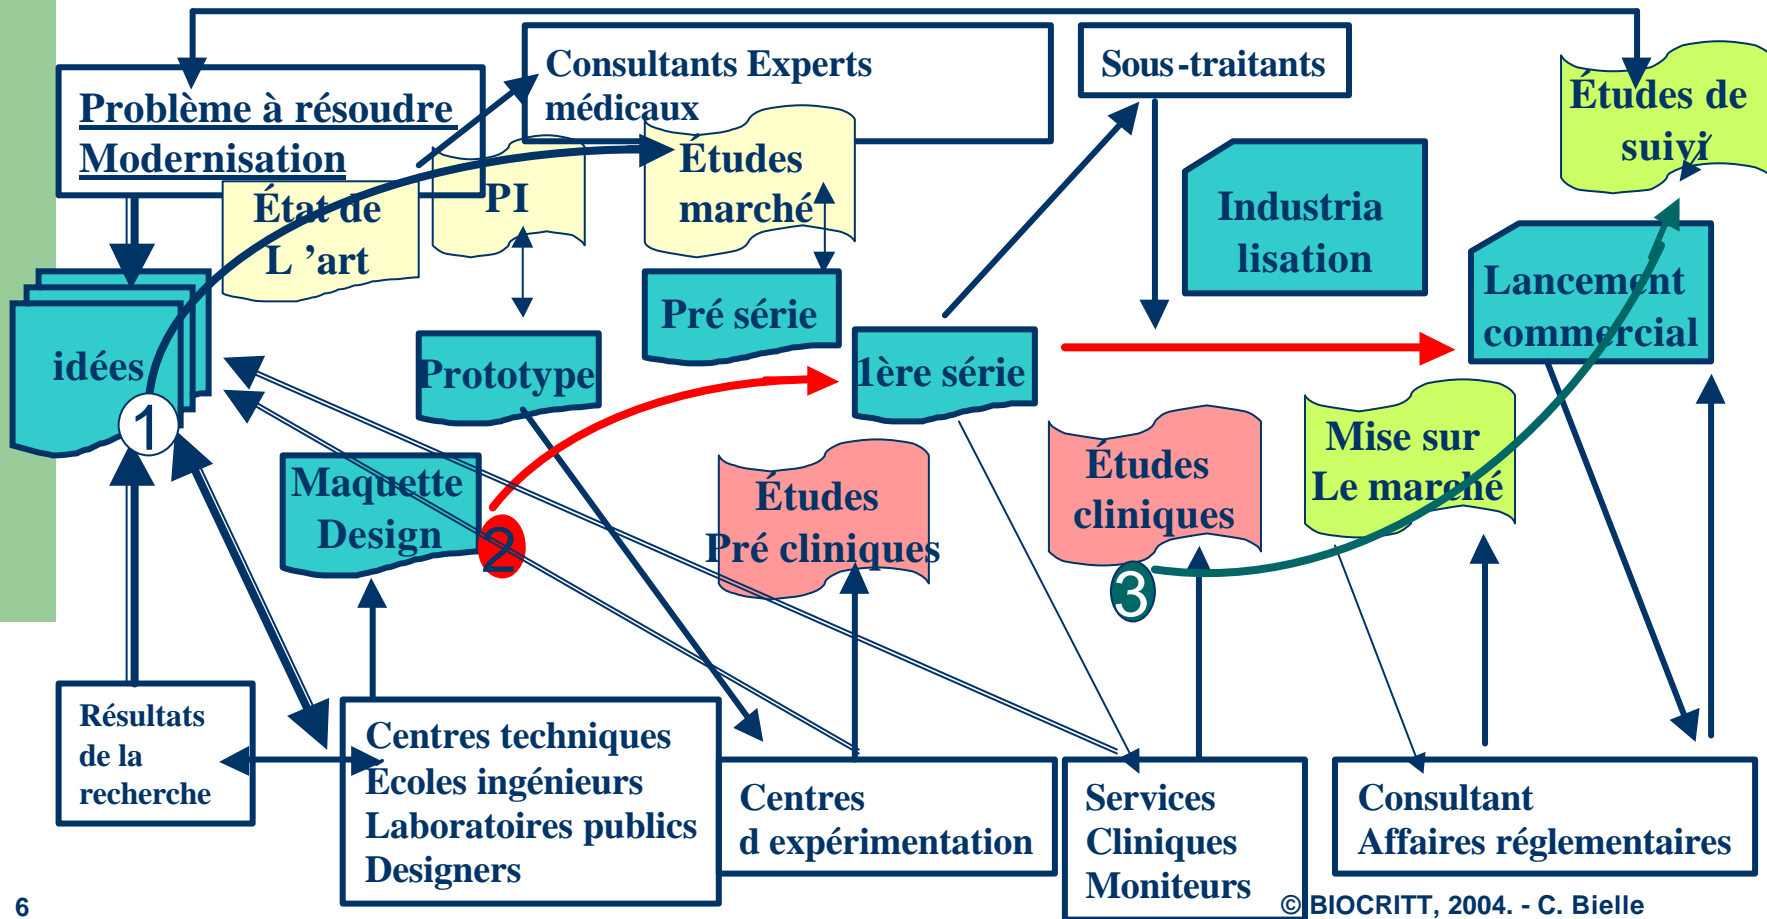 Problème à résoudre
Modernisation
Consultants Experts
médicaux
Sous-traitants
Études de
suivi
État de
L ’art
PI
Études
marché
Industria
lisation
Lancement
commercial
idées
1
Prototype
Pré série
1ère série
Maquette
Design
2
Études
Pré cliniques
Études
cliniques
3
Mise sur
Le marché
Résultats
de la
recherche
Centres techniques
Écoles ingénieurs
Laboratoires publics
Designers
Centres
d expérimentation
Services
Cliniques
Moniteurs
Consultant
Affaires réglementaires
6
© BIOCRITT, 2004. - C. Bielle